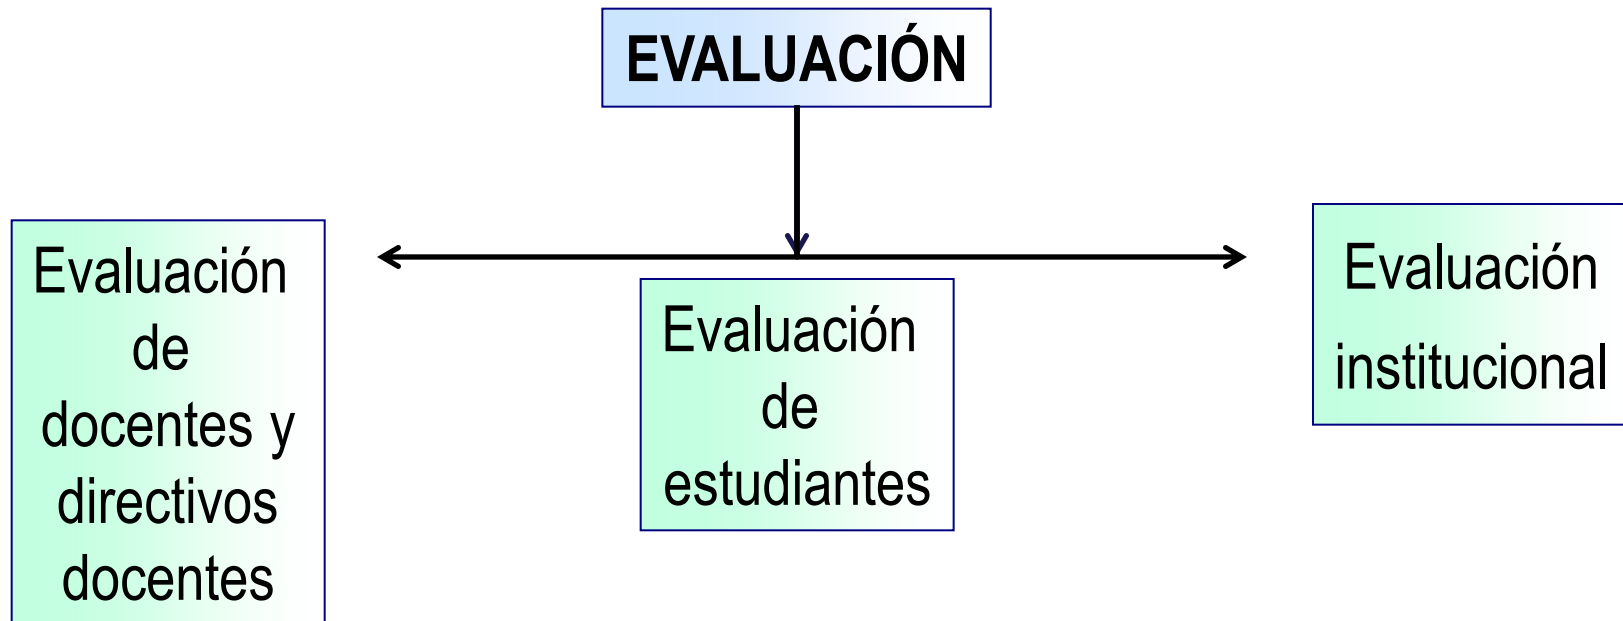 EVALUACIÓN
Evaluación
de
docentes y
directivos
docentes
Evaluación
de
estudiantes
Evaluación
institucional